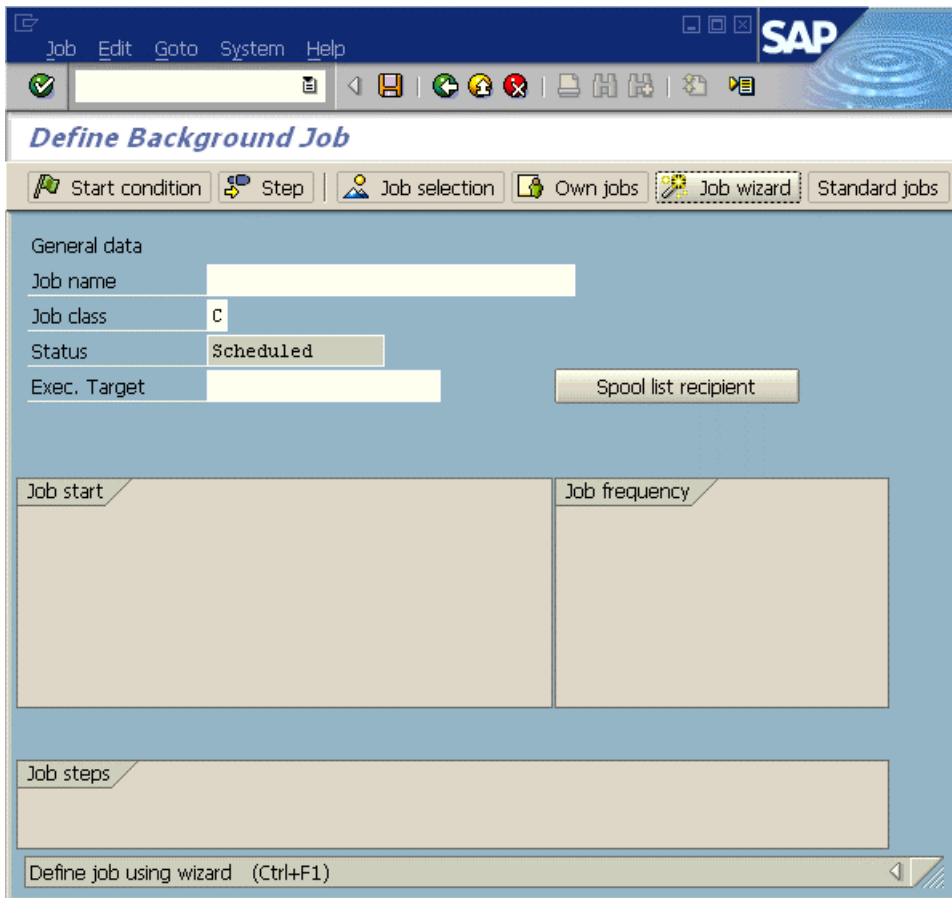 SAP
Job Edit Goto System Help
Define Background Job
Start condition Step Job selection Own jobs Job wizard Standard jobs
General data
Job name
Job class C
Status Scheduled
Exec. Target Spool list recipient
Job start Job frequency
Job steps
Define job using wizard (Ctrl+F1)